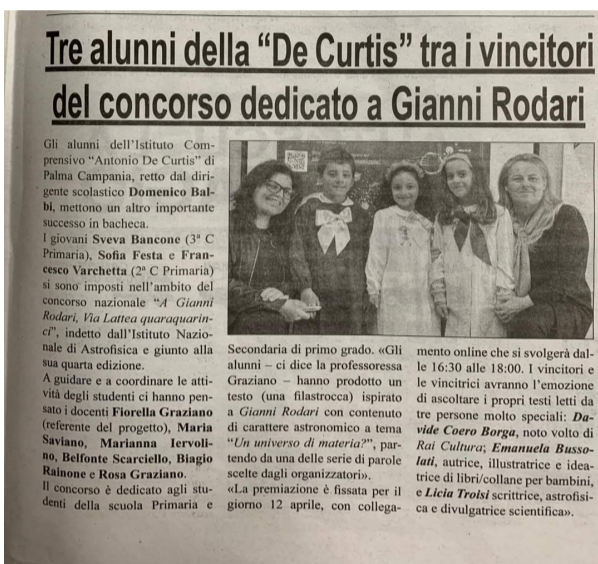 Tre alunni della “De Curtis” tra i vincitori
del concorso dedicato a Gianni Rodari
Gli alunni dell’Istituto Com-
prensivo “Antonio De Curtis” di
Palma Campania, retto dal diri-
gente scolastico Domenico Bal-
bi, mettono un altro importante
successo in bacheca.
I giovani Sveva Bancone (3ª C
Primaria), Sofia Festa e Fran-
cesco Varchetta (2ª C Primaria)
si sono imposti nell’ambito del
concorso nazionale “A Gianni
Rodari, Via Lattea quaraquarin-
ci”, indetto dall’Istituto Nazio-
nale di Astrofisica e giunto alla
sua quarta edizione.
A guidare e a coordinare le atti-
vità degli studenti ci hanno pen-
sato i docenti Fiorella Graziano
(referente del progetto), Maria
Saviano, Marianna Iervoli-
no, Belfonte Scarciello, Biagio
Rainone e Rosa Graziano.
Il concorso è dedicato agli stu-
denti della scuola Primaria e
Secondaria di primo grado. «Gli
alunni – ci dice la professoressa
Graziano – hanno prodotto un
testo (una filastrocca) ispirato
a Gianni Rodari con contenuto
di carattere astronomico a tema
“Un universo di materia?”, par-
tendo da una delle serie di parole
scelte dagli organizzatori».
«La premiazione è fissata per il
giorno 12 aprile, con collega-
mento online che si svolgerà dal-
le 16:30 alle 18:00. I vincitori e
le vincitrici avranno l’emozione
di ascoltare i propri testi letti da
tre persone molto speciali: Da-
vide Coero Borga, noto volto di
Rai Cultura; Emanuela Busso-
lati, autrice, illustratrice e idea-
trice di libri/collane per bambini,
e Licia Troisi scrittrice, astrofisi-
ca e divulgatrice scientifica».